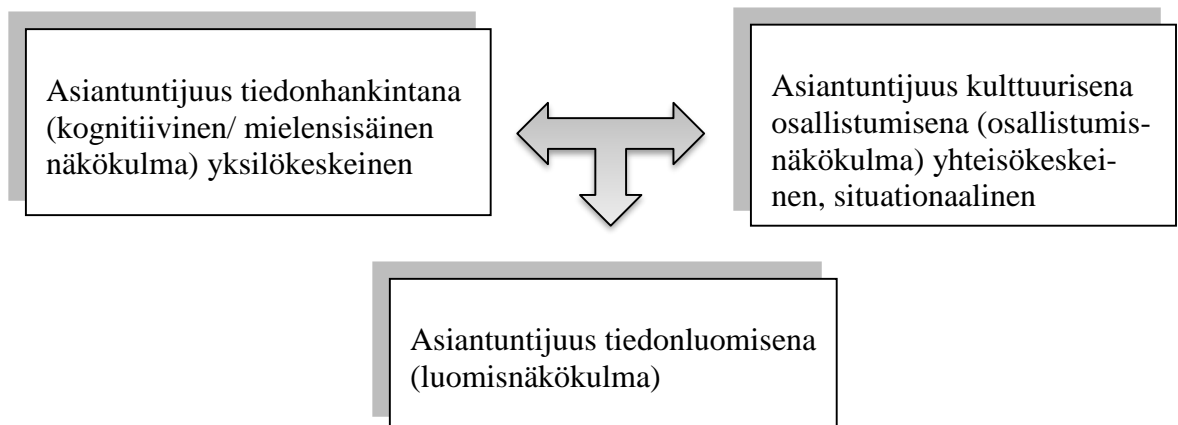 Asiantuntijuus tiedonhankintana
(kognitiivinen/ mielensisäinen
näkökulma) yksilökeskeinen
Asiantuntijuus kulttuurisena
osallistumisena (osallistumis-
näkökulma) yhteisökeskei-
nen, situationaalinen
Asiantuntijuus tiedonluomisena
(luomisnäkökulma)